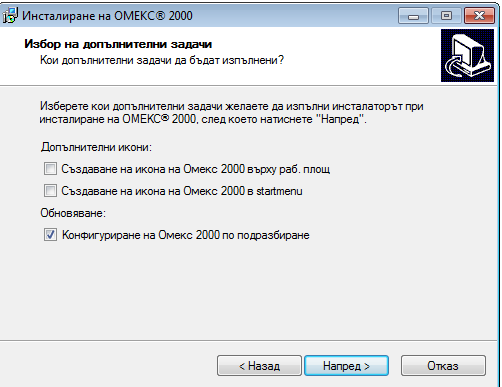 Инсталиране на ОМЕКС® 2000
Избор на допълнителни задачи
Кои допълнителни задачи да бъдат изпълнени?
Изберете кои допълнителни задачи желаете да изпълни инсталаторът при
инсталиране на ОМЕКС® 2000, след което натиснете "Напред".
Допълнителни икони:
Създаване на икона на Омекс 2000 върху раб. площ
Създаване на икона на Омекс 2000 в startmenu
Обновяване:
Конфигуриране на Омекс 2000 по подразбиране
< Назад
Напред >
Отказ